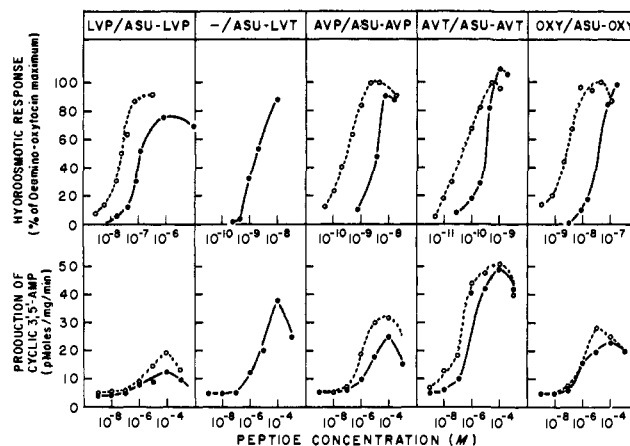 LVP/ASU-LVP
-/ASU-LVT
AVP/ASU-AVP
AVT/ASU-AVT
OXY/ASU-OXY
HYDROOSMOTIC RESPONSE
(% of Deamino-oxytocin maximum)
100
80
60
40
20
0
10⁻⁸ 10⁻⁷ 10⁻⁶
10⁻¹⁰ 10⁻⁹ 10⁻⁸
10⁻¹⁰ 10⁻⁹ 10⁻⁸
10⁻¹¹ 10⁻¹⁰ 10⁻⁹
10⁻⁹ 10⁻⁸ 10⁻⁷
PRODUCTION OF
CYCLIC 3',5'-AMP
(pMoles/mg/min)
50
40
30
20
10
0
10⁻⁸ 10⁻⁶ 10⁻⁴
10⁻⁸ 10⁻⁶ 10⁻⁴
10⁻⁸ 10⁻⁶ 10⁻⁴
10⁻⁸ 10⁻⁶ 10⁻⁴
10⁻⁸ 10⁻⁶ 10⁻⁴
PEPTIDE CONCENTRATION (M)